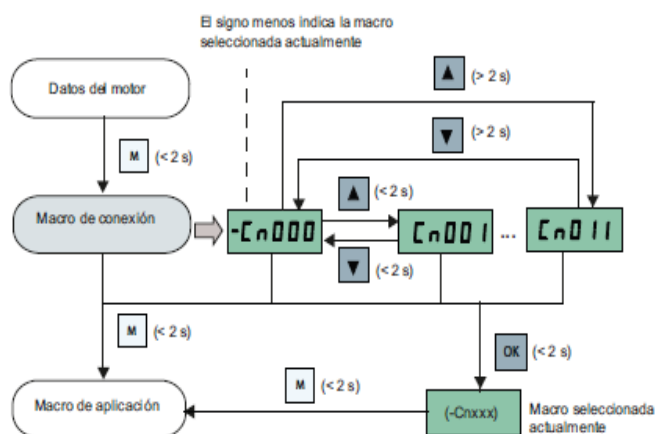 El signo menos indica la macro
seleccionada actualmente
▲ (> 2 s)
Datos del motor
▼ (> 2 s)
M (< 2 s)
▲ (< 2 s)
Macro de conexión
-Cn000
Cn001
...
Cn011
▼ (< 2 s)
M (< 2 s)
OK (< 2 s)
M (< 2 s)
Macro de aplicación
(-Cnxxx)
Macro seleccionada
actualmente